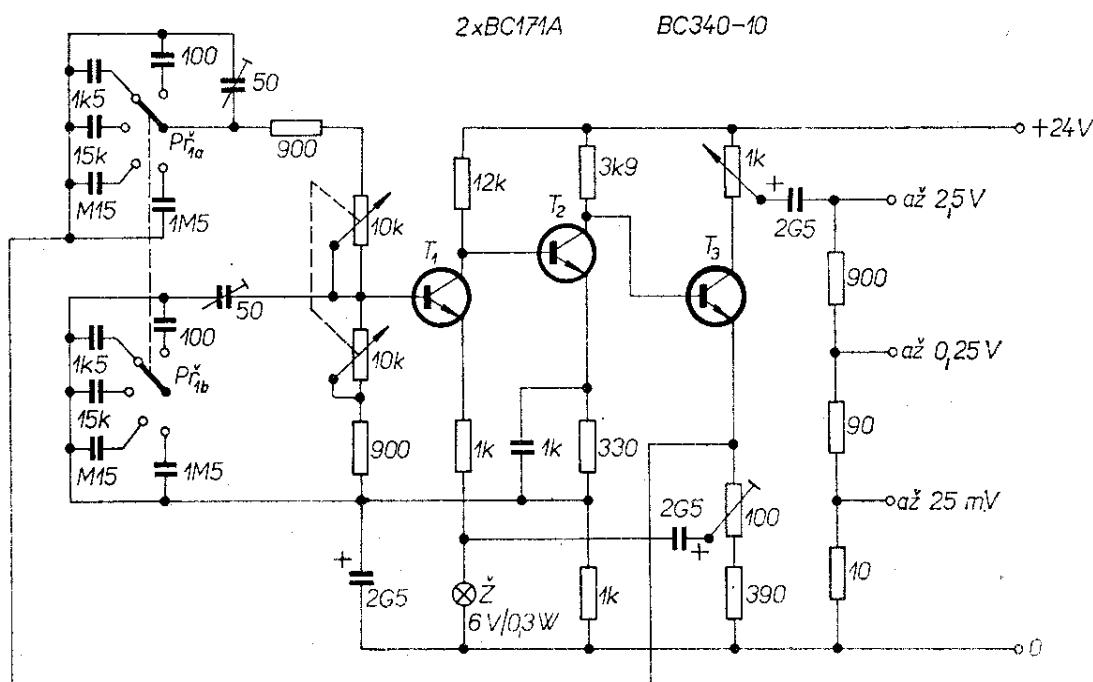 2xBC171A BC340-10
100
50
1k5
Př1a
15k
900
M15
1M5
10k
12k
3k9
1k
+24V
T1
T2
T3
+
2G5
až 2,5 V
900
50
100
1k5
Př1b
15k
10k
až 0,25 V
M15
1M5
900
1k
1k
330
90
až 25 mV
2G5
100
+
+
2G5
Ž
6V/0,3W
1k
390
10
0